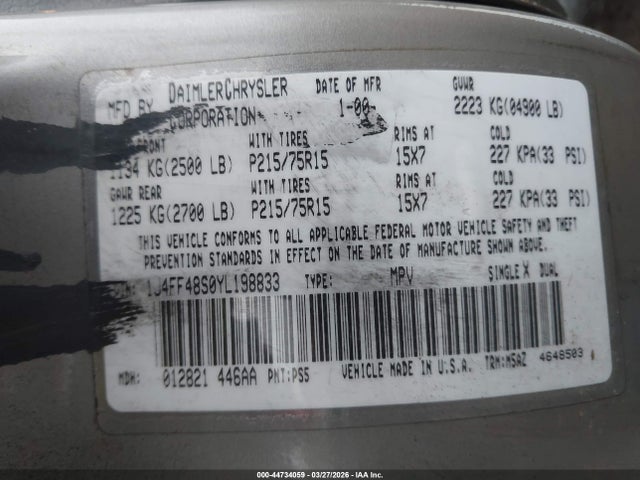 MFD BY DAIMLERCHRYSLER CORPORATION DATE OF MFR 1-00 GVWR 2223 KG(04900 LB)
FRONT WITH TIRES RIMS AT COLD
1134 KG(2500 LB) P215/75R15 15X7 227 KPA(33 PSI)
GAWR REAR WITH TIRES RIMS AT COLD
1225 KG(2700 LB) P215/75R15 15X7 227 KPA(33 PSI)
THIS VEHICLE CONFORMS TO ALL APPLICABLE FEDERAL MOTOR VEHICLE SAFETY AND THEFT
PREVENTION STANDARDS IN EFFECT ON THE DATE OF MANUFACTURE SHOWN ABOVE.
1J4FF48S0YL198833 TYPE: MPV SINGLE X DUAL
MDH: 012821 446AA PNT:PS5 VEHICLE MADE IN U.S.A. TRM:M5AZ 4648503
000-44734059 | 03/27/2026 | IAA Inc.